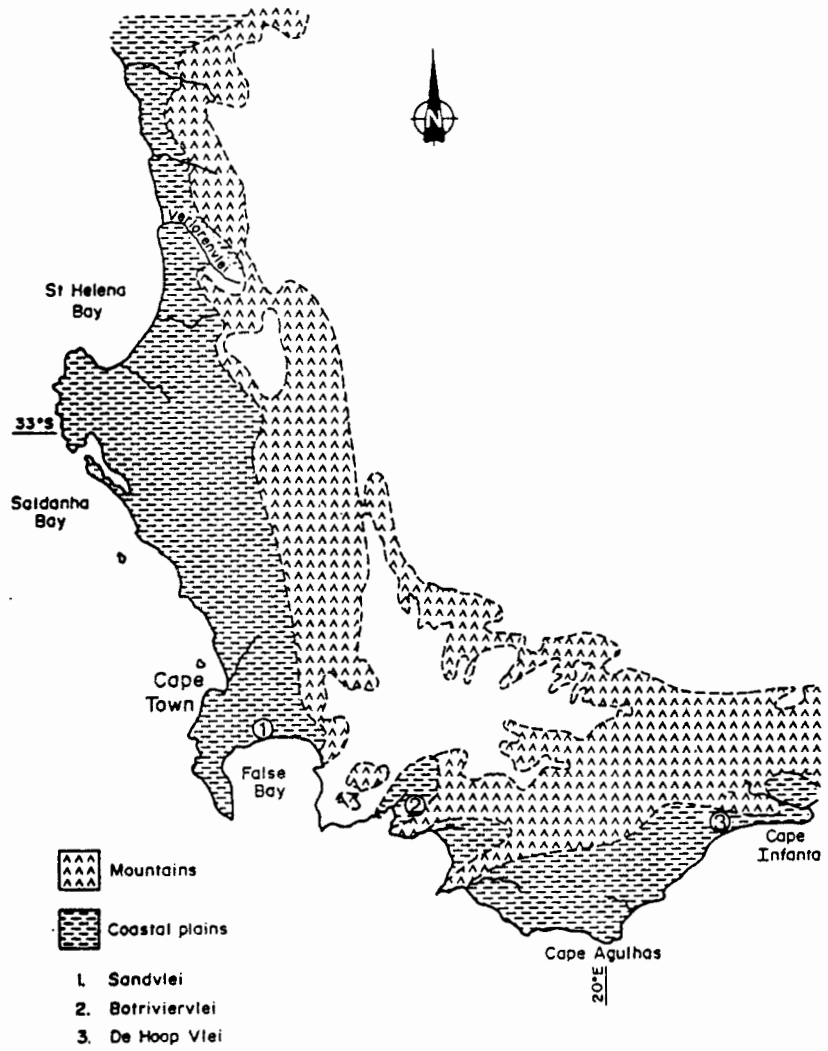 N
Verlorenvlei
St Helena
Bay
33°S
Saldanha
Bay
Cape
Town
1
False
Bay
2
3
Cape
Infanta
Mountains
Coastal plains
Cape Agulhas
20°E
1. Sandvlei
2. Botriviervlei
3. De Hoop Vlei